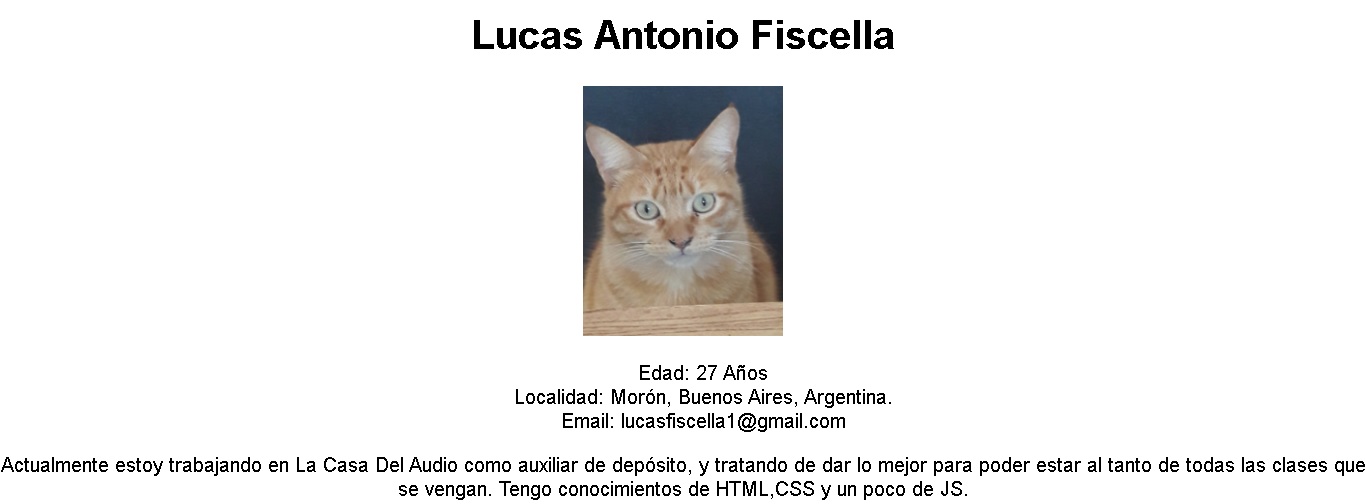 Lucas Antonio Fiscella
Edad: 27 Años
Localidad: Morón, Buenos Aires, Argentina.
Email: lucasfiscella1@gmail.com
Actualmente estoy trabajando en La Casa Del Audio como auxiliar de depósito, y tratando de dar lo mejor para poder estar al tanto de todas las clases que
se vengan. Tengo conocimientos de HTML,CSS y un poco de JS.